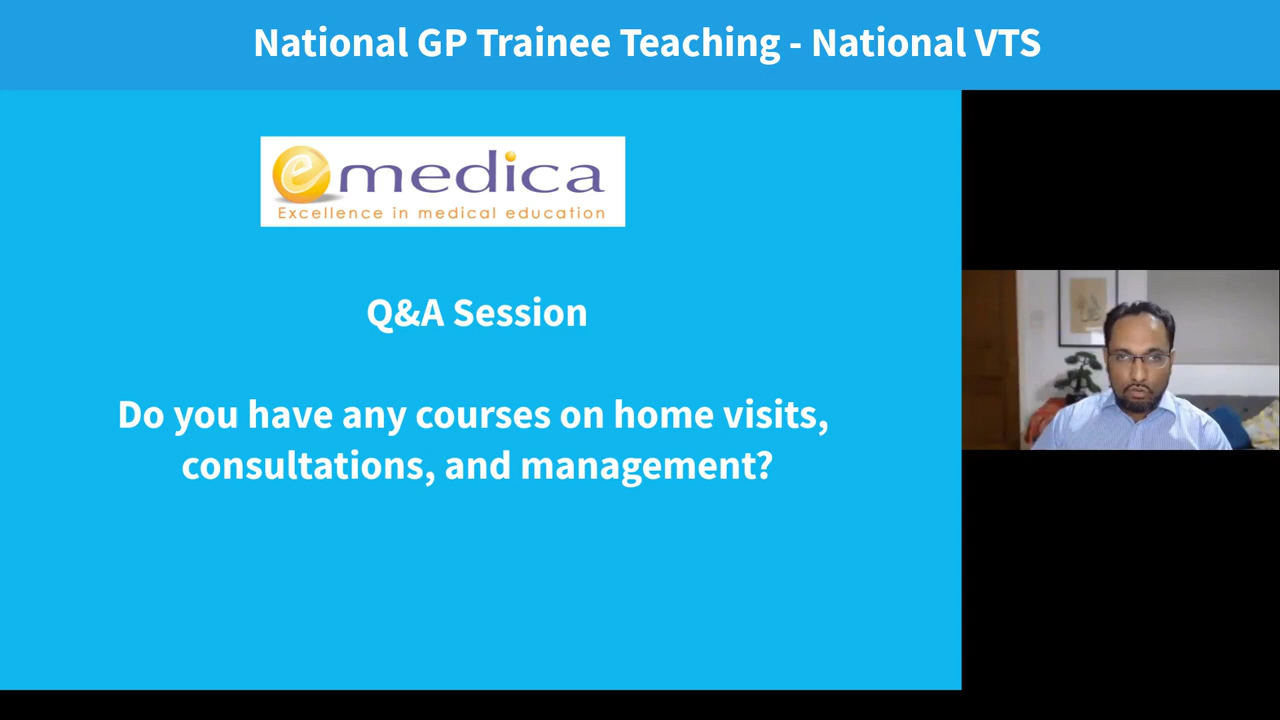 National GP Trainee Teaching - National VTS
emedica
Excellence in medical education
Q&A Session
Do you have any courses on home visits,
consultations, and management?